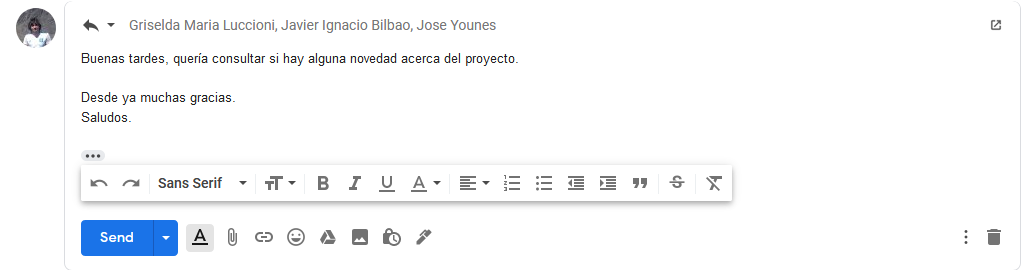 Griselda Maria Luccioni, Javier Ignacio Bilbao, Jose Younes
Buenas tardes, quería consultar si hay alguna novedad acerca del proyecto.
Desde ya muchas gracias.
Saludos.
Sans Serif
Send